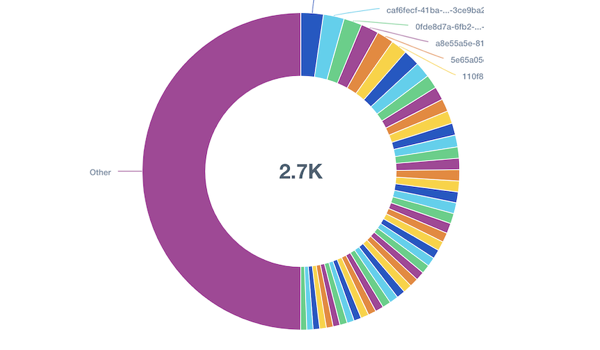 caf6fecf-41ba-...-3ce9ba2
0fde8d7a-6fb2-...-
a8e55a5e-81
5e65a05
110f8
Other
2.7K